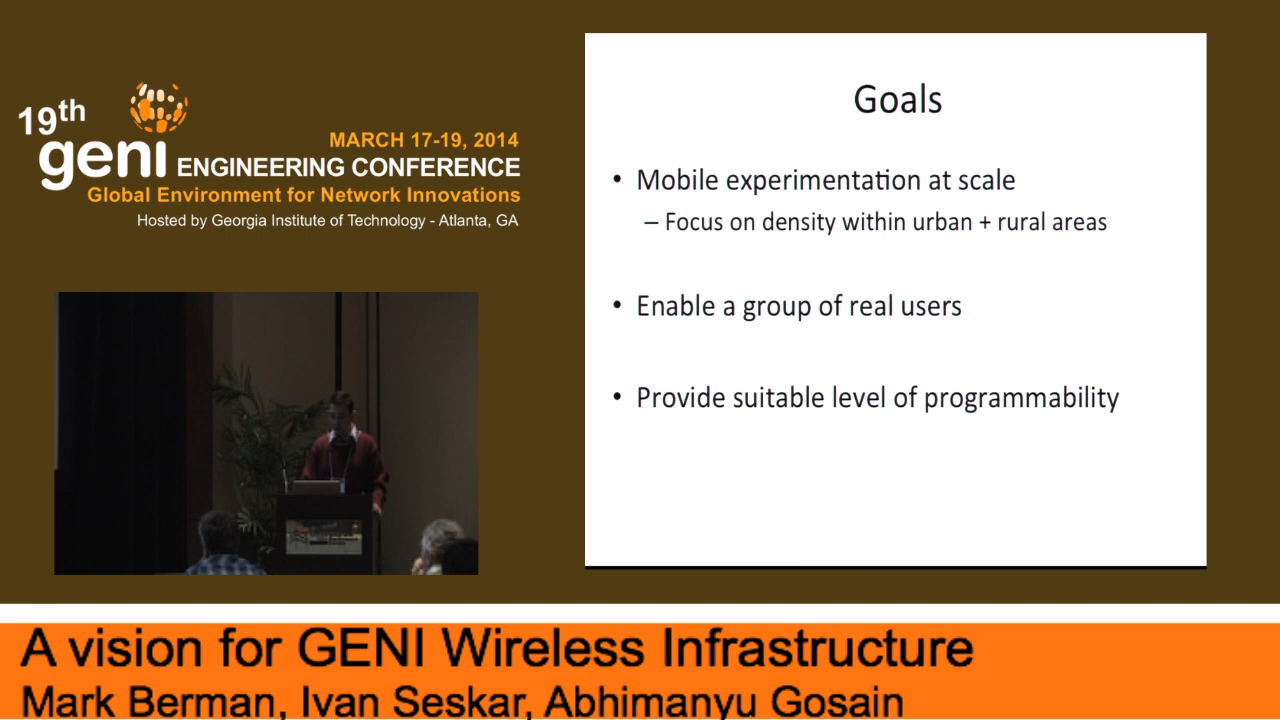 19th
geni ENGINEERING CONFERENCE
MARCH 17-19, 2014
Global Environment for Network Innovations
Hosted by Georgia Institute of Technology - Atlanta, GA
Goals
• Mobile experimentation at scale
– Focus on density within urban + rural areas
• Enable a group of real users
• Provide suitable level of programmability
A vision for GENI Wireless Infrastructure
Mark Berman, Ivan Seskar, Abhimanyu Gosain